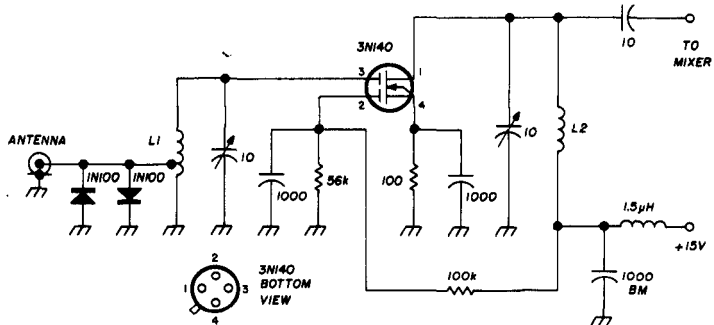 3N140
10
TO
MIXER
3
1
2
4
ANTENNA
L1
10
10
L2
1N100
1N100
1000
56k
100
1000
1.5μH
+15V
3N140
BOTTOM
VIEW
2
1
3
4
100k
1000
BM